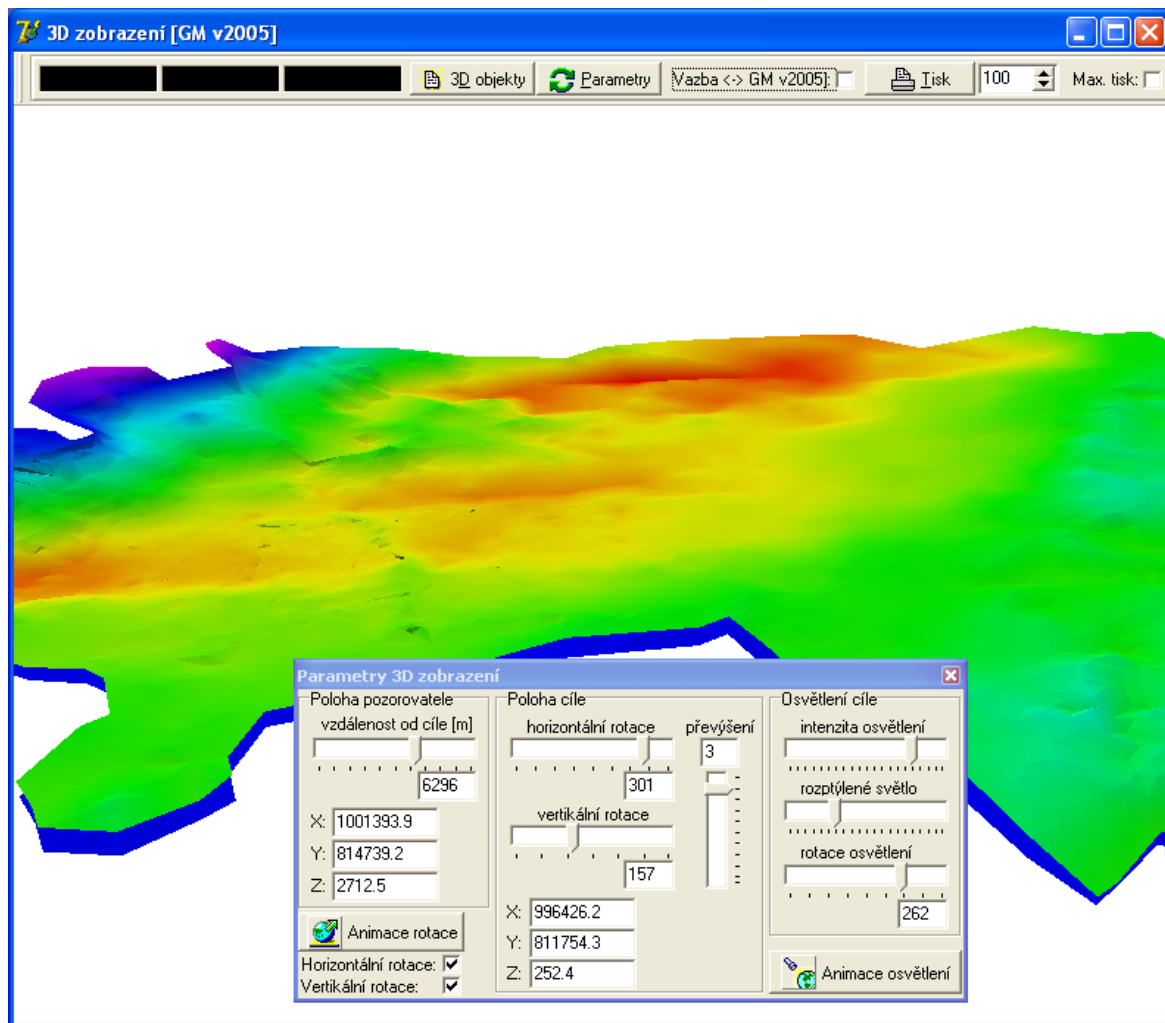 3D zobrazení [GM v2005]
3D objekty Parametry Vazba <-> GM v2005]: Tisk 100 Max. tisk:
Parametry 3D zobrazení
Poloha pozorovatele
vzdálenost od cíle [m]
6296
X: 1001393.9
Y: 814739.2
Z: 2712.5
Animace rotace
Horizontální rotace:
Vertikální rotace:
Poloha cíle
horizontální rotace
301
převýšení
3
vertikální rotace
157
X: 996426.2
Y: 811754.3
Z: 252.4
Osvětlení cíle
intenzita osvětlení
rozptýlené světlo
rotace osvětlení
262
Animace osvětlení